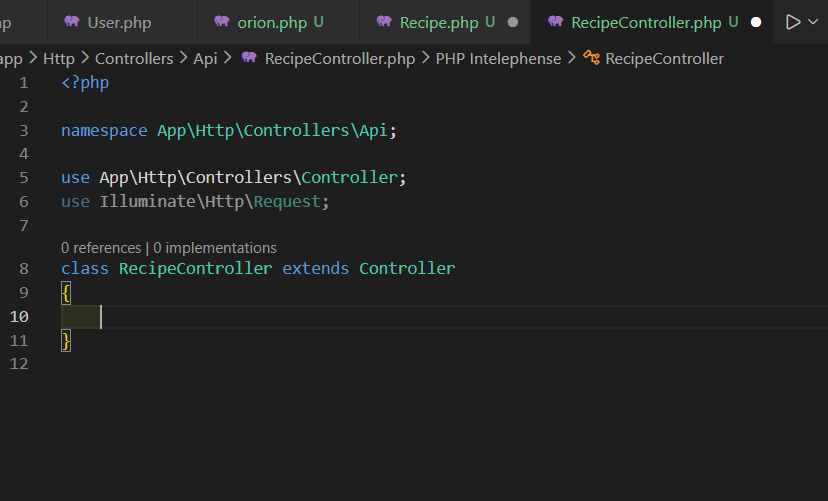 hp User.php orion.php U Recipe.php U RecipeController.php U
app > Http > Controllers > Api > RecipeController.php > PHP Intelephense > RecipeController
1 <?php
2
3 namespace App\Http\Controllers\Api;
4
5 use App\Http\Controllers\Controller;
6 use Illuminate\Http\Request;
7
0 references | 0 implementations
8 class RecipeController extends Controller
9 {
10
11 }
12